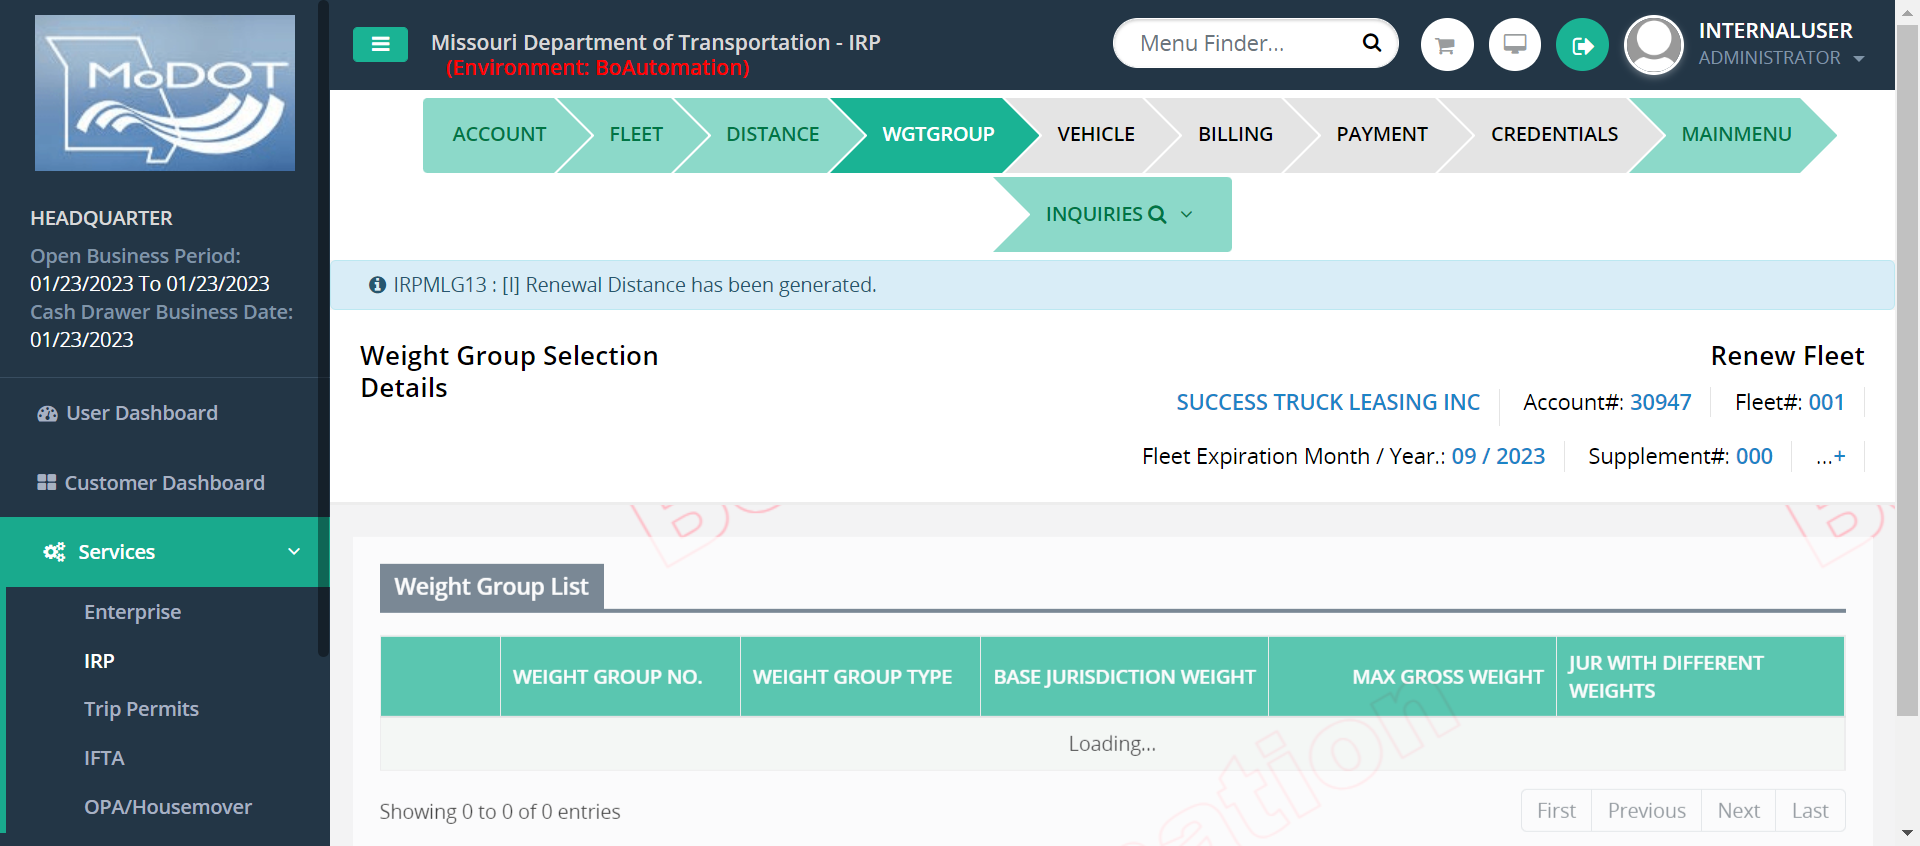 MoDOT
HEADQUARTER
Open Business Period:
01/23/2023 To 01/23/2023
Cash Drawer Business Date:
01/23/2023
User Dashboard
Customer Dashboard
Services
Enterprise
IRP
Trip Permits
IFTA
OPA/Housemover
Missouri Department of Transportation - IRP
(Environment: BoAutomation)
Menu Finder...
INTERNALUSER
ADMINISTRATOR
ACCOUNT FLEET DISTANCE WGTGROUP VEHICLE BILLING PAYMENT CREDENTIALS MAINMENU
INQUIRIES
IRPMLG13 : [I] Renewal Distance has been generated.
Weight Group Selection
Details
Renew Fleet
SUCCESS TRUCK LEASING INC Account#: 30947 Fleet#: 001
Fleet Expiration Month / Year.: 09 / 2023 Supplement#: 000 ...+
Weight Group List
WEIGHT GROUP NO. WEIGHT GROUP TYPE BASE JURISDICTION WEIGHT MAX GROSS WEIGHT JUR WITH DIFFERENT
WEIGHTS
Loading...
Showing 0 to 0 of 0 entries
First Previous Next Last